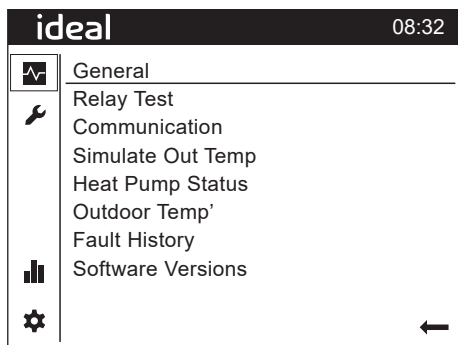 ideal 08:32
General
Relay Test
Communication
Simulate Out Temp
Heat Pump Status
Outdoor Temp’
Fault History
Software Versions